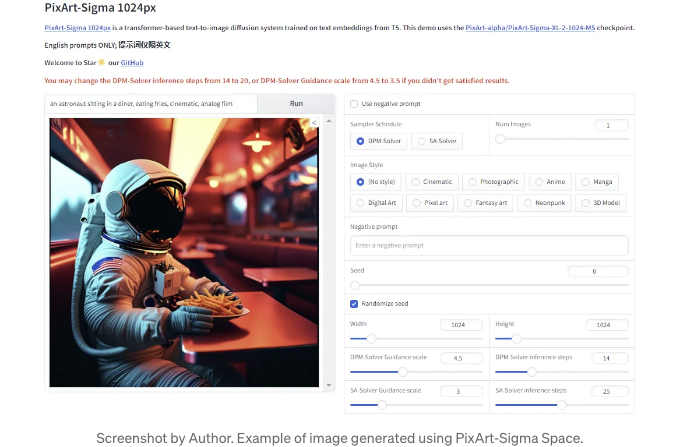 PixArt-Sigma 1024px
PixArt-Sigma 1024px is a transformer-based text-to-image diffusion system trained on text embeddings from T5. This demo uses the PixArt-alpha/PixArt-Sigma-XL-2-1024-MS checkpoint.
English prompts ONLY; 提示词仅限英文
Welcome to Star 🌟 our GitHub
You may change the DPM-Solver inference steps from 14 to 20, or DPM-Solver Guidance scale from 4.5 to 3.5 if you didn't get satisfied results.
an astronaut sitting in a diner, eating fries, cinematic, analog film
Run
Use negative prompt
Sampler Schedule
DPM-Solver
SA-Solver
Num Images
1
Image Style
(No style)
Cinematic
Photographic
Anime
Manga
Digital Art
Pixel art
Fantasy art
Neonpunk
3D Model
Negative prompt
Enter a negative prompt
Seed
0
Randomize seed
Width
1024
Height
1024
DPM-Solver Guidance scale
4.5
DPM-Solver inference steps
14
SA-Solver Guidance scale
3
SA-Solver inference steps
25
Screenshot by Author. Example of image generated using PixArt-Sigma Space.